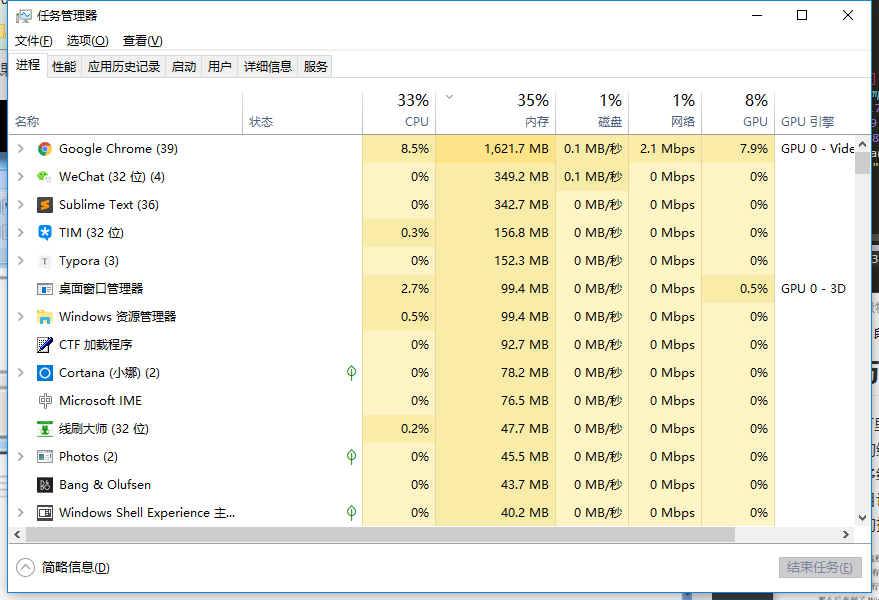 任务管理器
文件(F) 选项(O) 查看(V)
进程 性能 应用历史记录 启动 用户 详细信息 服务
33% 35% 1% 1% 8%
名称 状态 CPU 内存 磁盘 网络 GPU GPU 引擎
Google Chrome (39) 8.5% 1,621.7 MB 0.1 MB/秒 2.1 Mbps 7.9% GPU 0 - Vide
WeChat (32 位) (4) 0% 349.2 MB 0.1 MB/秒 0 Mbps 0%
Sublime Text (36) 0% 342.7 MB 0 MB/秒 0 Mbps 0%
TIM (32 位) 0.3% 156.8 MB 0 MB/秒 0 Mbps 0%
Typora (3) 0% 152.3 MB 0 MB/秒 0 Mbps 0%
桌面窗口管理器 2.7% 99.4 MB 0 MB/秒 0 Mbps 0.5% GPU 0 - 3D
Windows 资源管理器 0.5% 99.4 MB 0 MB/秒 0 Mbps 0%
CTF 加载程序 0% 92.7 MB 0 MB/秒 0 Mbps 0%
Cortana (小娜) (2) 0% 78.2 MB 0 MB/秒 0 Mbps 0%
Microsoft IME 0% 76.5 MB 0 MB/秒 0 Mbps 0%
线刷大师 (32 位) 0.2% 47.7 MB 0 MB/秒 0 Mbps 0%
Photos (2) 0% 45.5 MB 0 MB/秒 0 Mbps 0%
Bang & Olufsen 0% 43.7 MB 0 MB/秒 0 Mbps 0%
Windows Shell Experience 主... 0% 40.2 MB 0 MB/秒 0 Mbps 0%
简略信息(D) 结束任务(E)